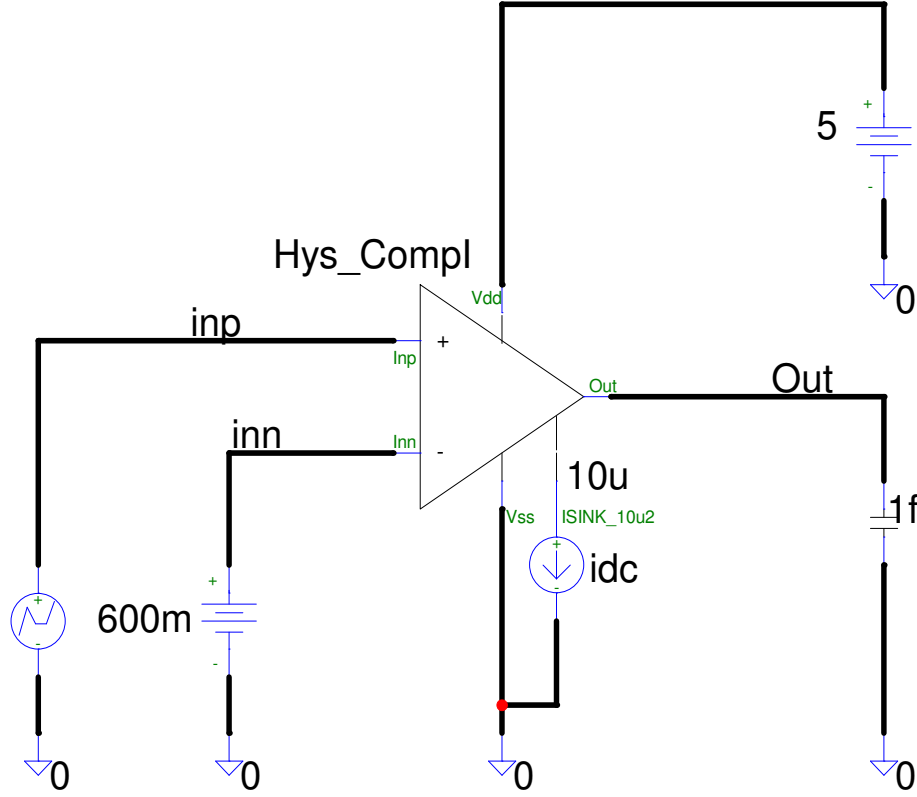 +
5
-
Hys_CompI
0
Vdd
inp
+
Inp
Out
Out
inn
Inn
-
10u
1f
Vss
ISINK_10u2
+
idc
-
+
600m
-
+
-
0
0
0
0